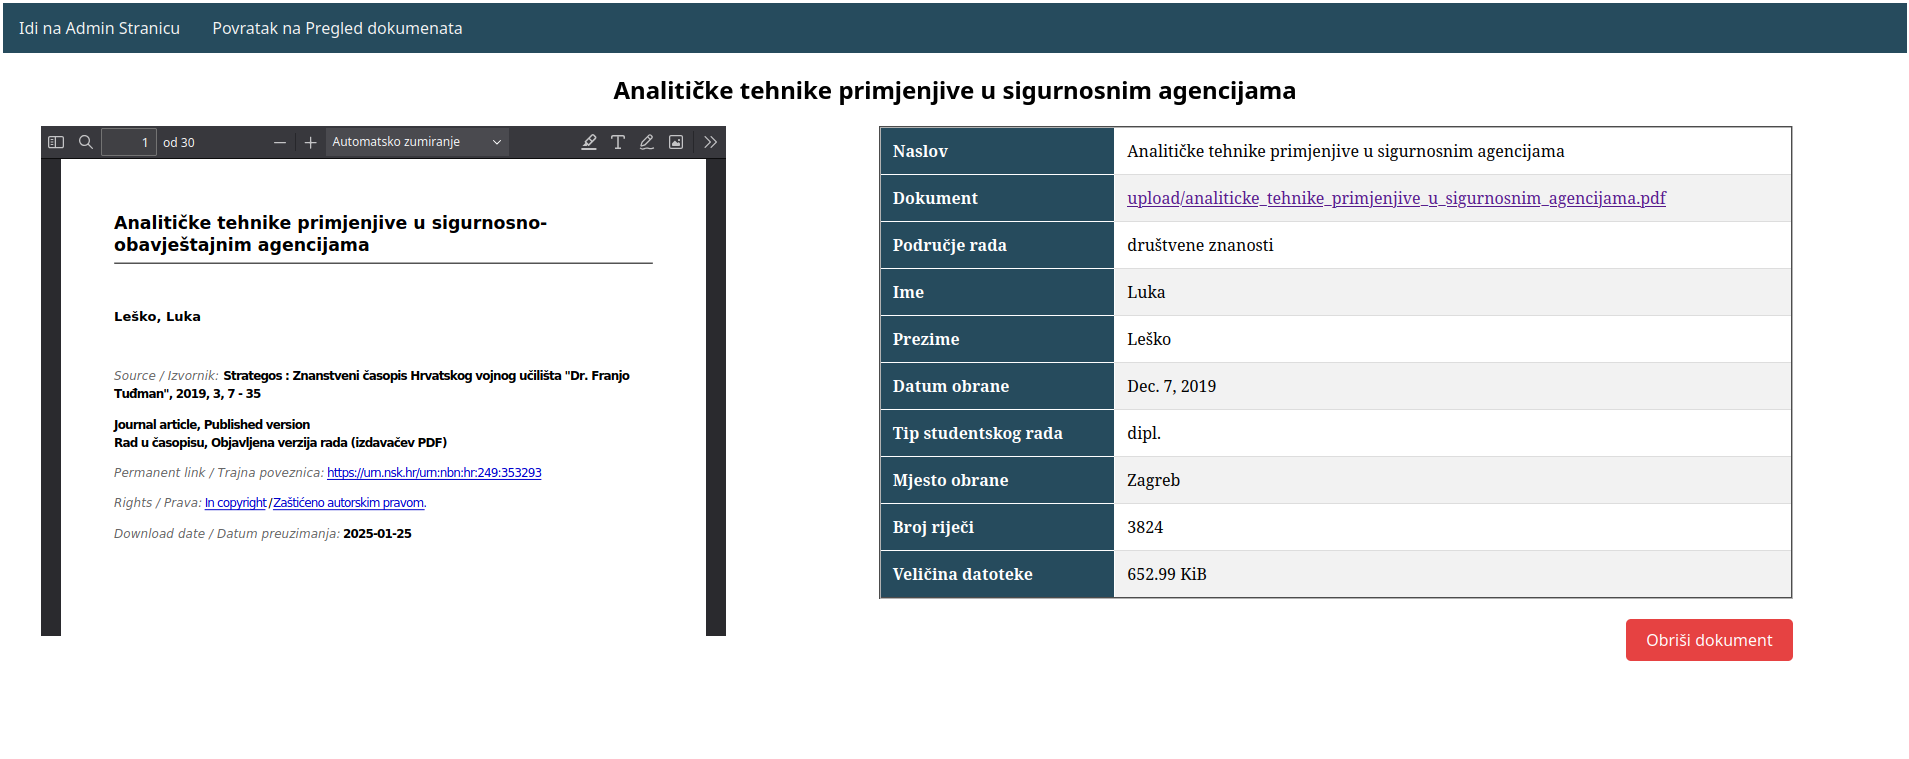 Idi na Admin Stranicu Povratak na Pregled dokumenata
Analitičke tehnike primjenjive u sigurnosnim agencijama
1 od 30 Automatsko zumiranje
Analitičke tehnike primjenjive u sigurnosno-
obavještajnim agencijama
Leško, Luka
Source / Izvornik: Strategos : Znanstveni časopis Hrvatskog vojnog učilišta "Dr. Franjo
Tuđman", 2019, 3, 7 - 35
Journal article, Published version
Rad u časopisu, Objavljena verzija rada (izdavačev PDF)
Permanent link / Trajna poveznica: https://urn.nsk.hr/urn:nbn:hr:249:353293
Rights / Prava: In copyright / Zaštićeno autorskim pravom.
Download date / Datum preuzimanja: 2025-01-25
Naslov Analitičke tehnike primjenjive u sigurnosnim agencijama
Dokument upload/analiticke_tehnike_primjenjive_u_sigurnosnim_agencijama.pdf
Područje rada društvene znanosti
Ime Luka
Prezime Leško
Datum obrane Dec. 7, 2019
Tip studentskog rada dipl.
Mjesto obrane Zagreb
Broj riječi 3824
Veličina datoteke 652.99 KiB
Obriši dokument